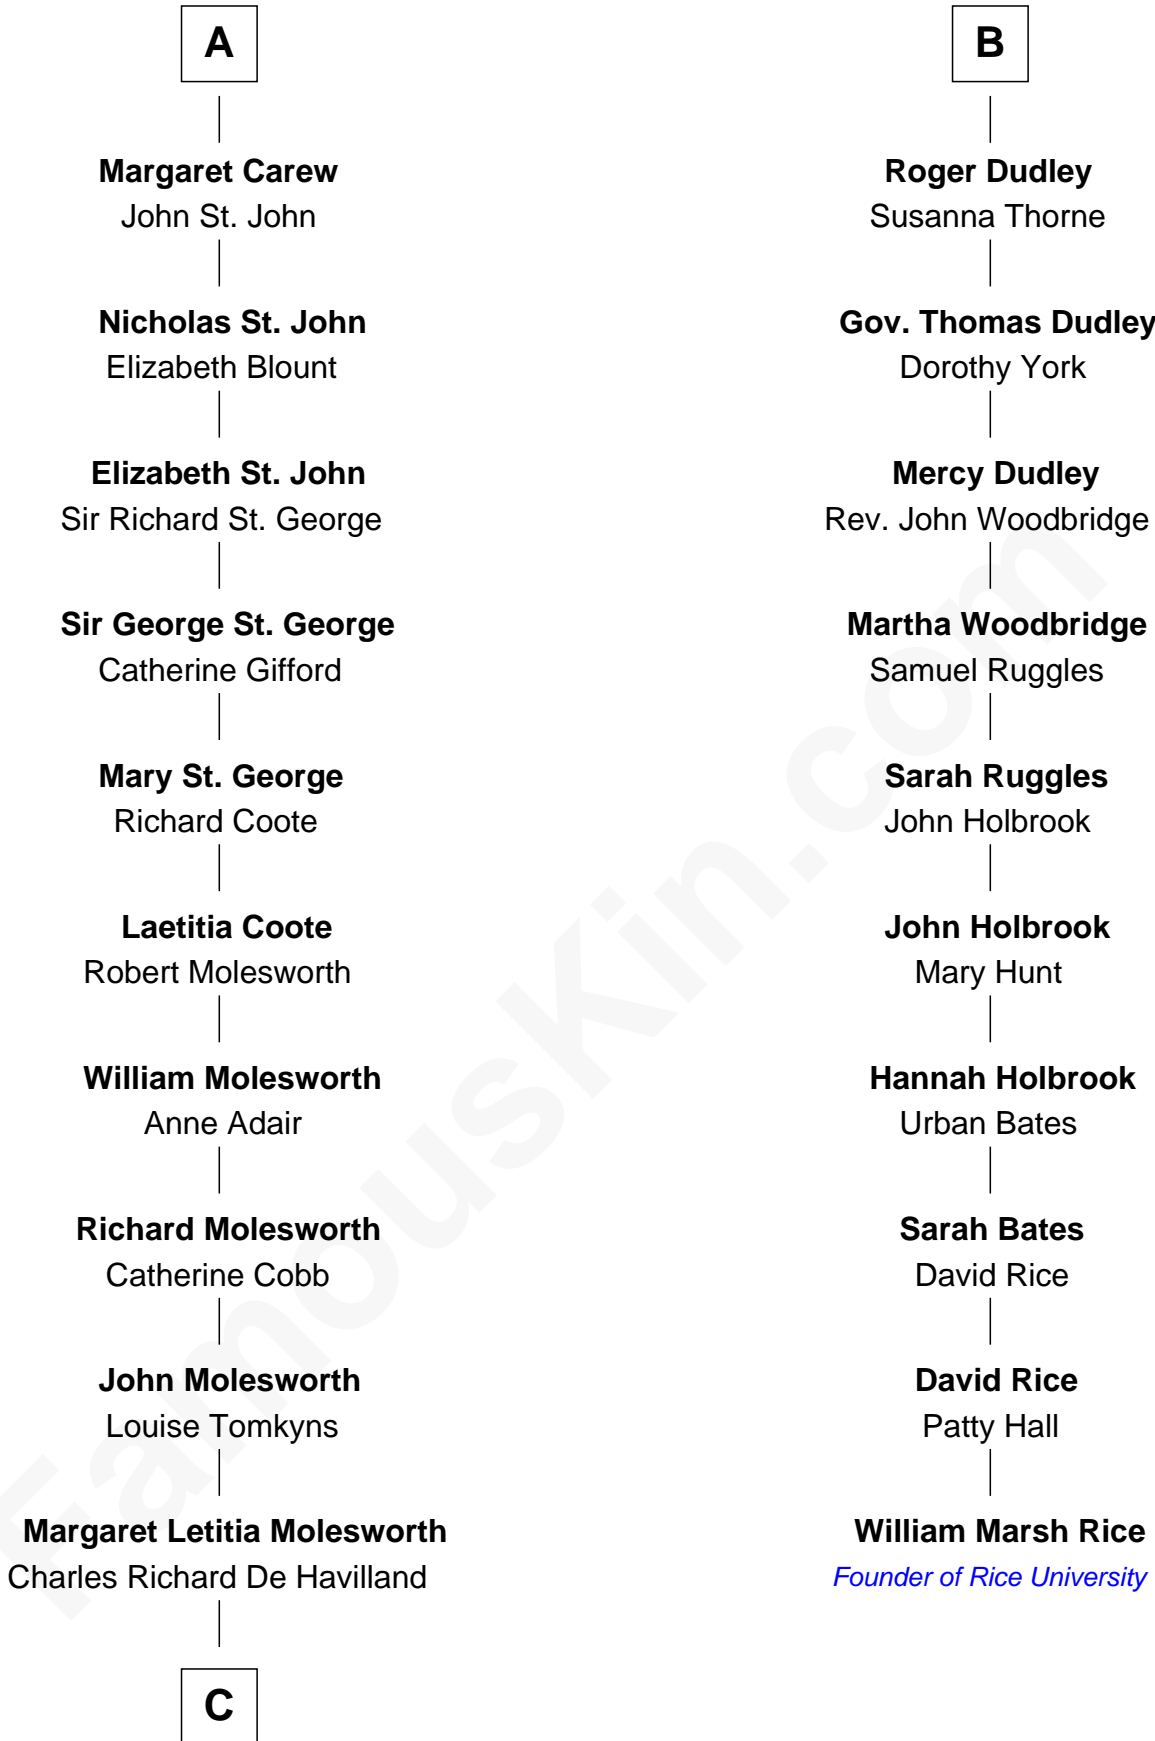 A
Margaret Carew
John St. John
Nicholas St. John
Elizabeth Blount
Elizabeth St. John
Sir Richard St. George
Sir George St. George
Catherine Gifford
Mary St. George
Richard Coote
Laetitia Coote
Robert Molesworth
William Molesworth
Anne Adair
Richard Molesworth
Catherine Cobb
John Molesworth
Louise Tomkyns
Margaret Letitia Molesworth
Charles Richard De Havilland
C
B
Roger Dudley
Susanna Thorne
Gov. Thomas Dudley
Dorothy York
Mercy Dudley
Rev. John Woodbridge
Martha Woodbridge
Samuel Ruggles
Sarah Ruggles
John Holbrook
John Holbrook
Mary Hunt
Hannah Holbrook
Urban Bates
Sarah Bates
David Rice
David Rice
Patty Hall
William Marsh Rice
Founder of Rice University
FamousKin.com